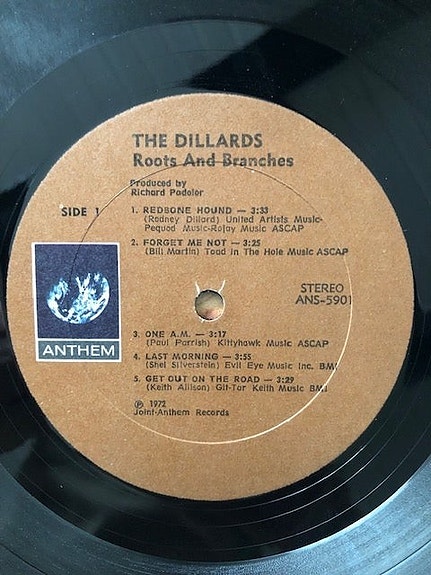 THE DILLARDS
Roots And Branches
Produced by
Richard Podolor
SIDE 1
1. REDBONE HOUND — 3:33
(Rodney Dillard) United Artists Music-
Pequod Music-Rojay Music ASCAP
2. FORGET ME NOT — 3:25
(Bill Martin) Toad In The Hole Music ASCAP
STEREO
ANS-5901
ANTHEM
3. ONE A.M. — 3:17
(Paul Parrish) Kittyhawk Music ASCAP
4. LAST MORNING — 3:55
(Shel Silverstein) Evil Eye Music Inc. BMI
5. GET OUT ON THE ROAD — 3:29
(Keith Allison) Git-Tar Keith Music BMI
℗ 1972
Joint-Anthem Records